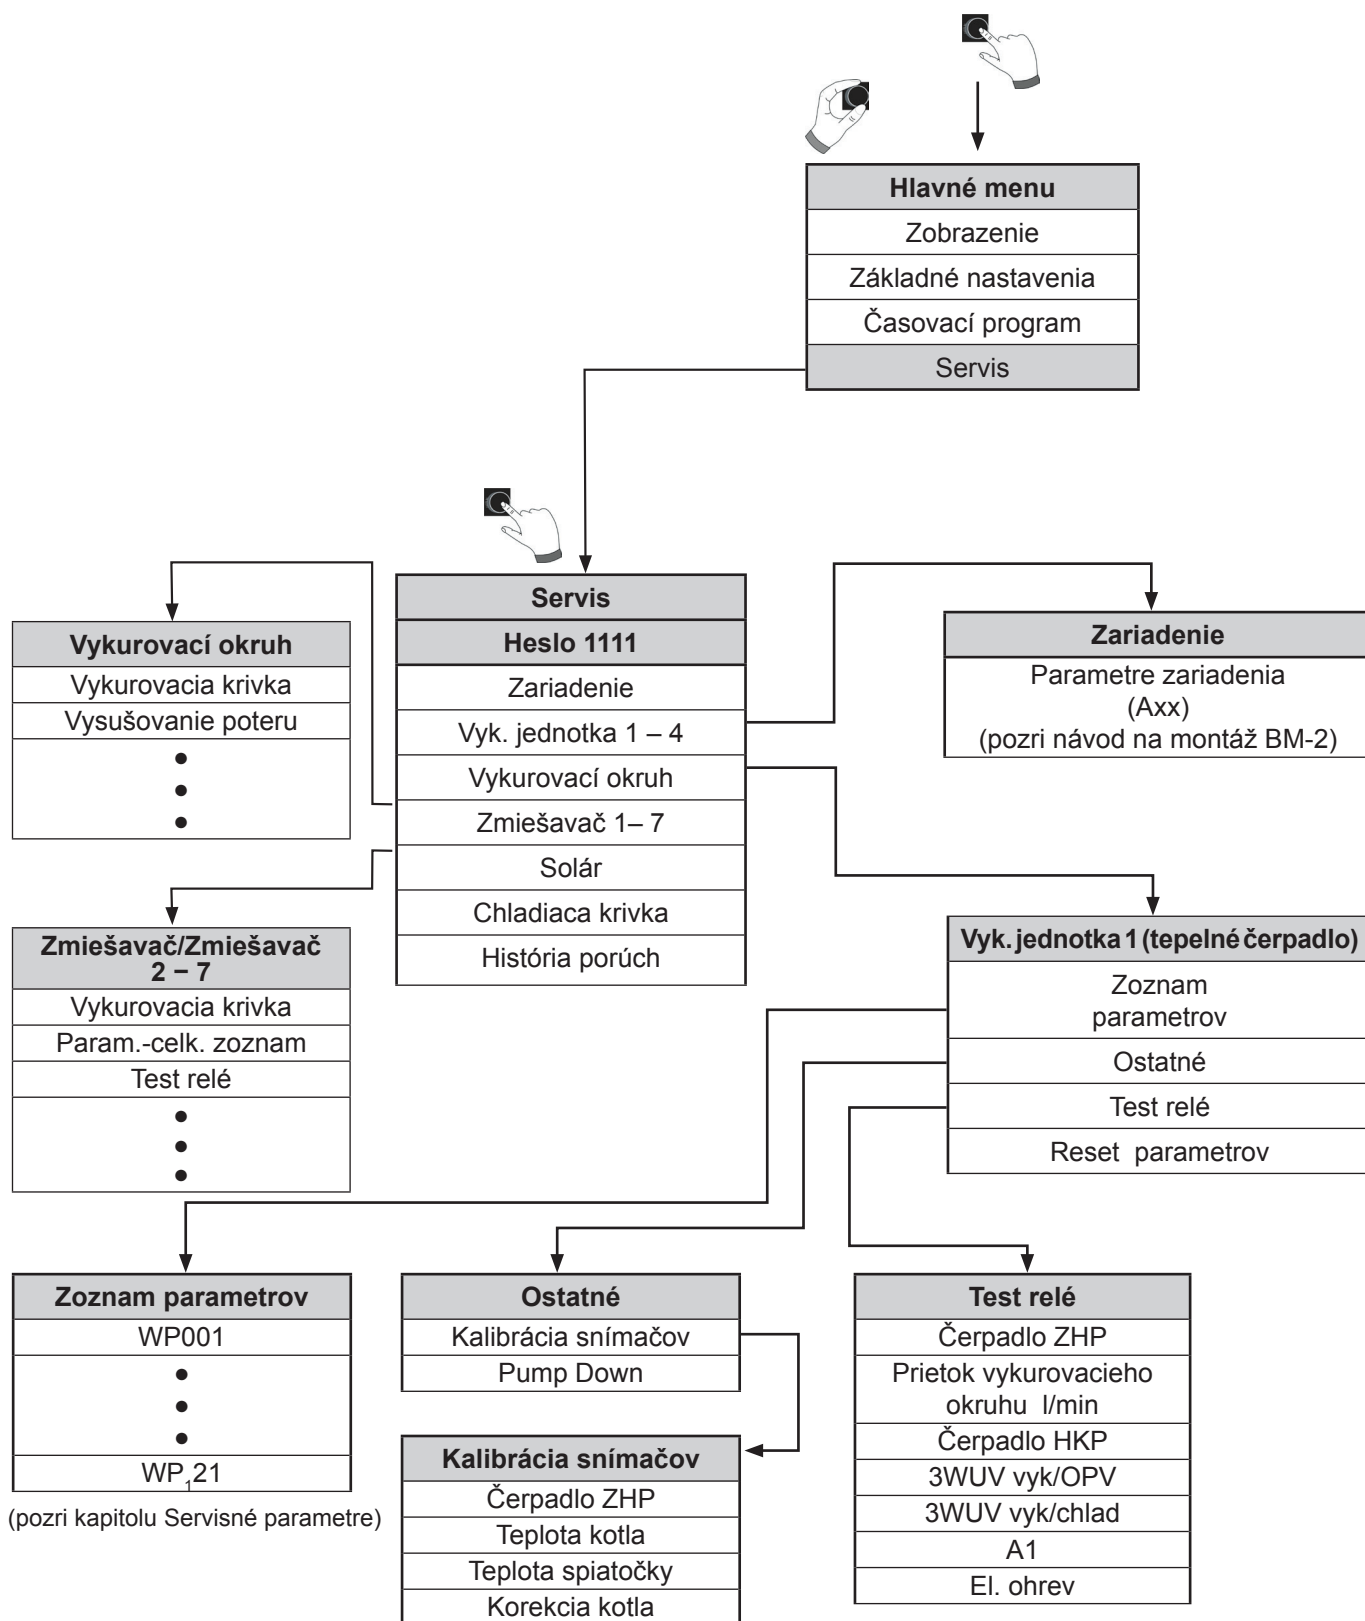 Hlavné menu
Zobrazenie
Základné nastavenia
Časovací program
Servis
Servis
Heslo 1111
Zariadenie
Vyk. jednotka 1 – 4
Vykurovací okruh
Zmiešavač 1– 7
Solár
Chladiaca krivka
História porúch
Vykurovací okruh
Vykurovacia krivka
Vysušovanie poteru
Zariadenie
Parametre zariadenia
(Axx)
(pozri návod na montáž BM-2)
Zmiešavač/Zmiešavač
2 – 7
Vykurovacia krivka
Param.-celk. zoznam
Test relé
Vyk. jednotka 1 (tepelné čerpadlo)
Zoznam
parametrov
Ostatné
Test relé
Reset parametrov
Zoznam parametrov
WP001
WP121
(pozri kapitolu Servisné parametre)
Ostatné
Kalibrácia snímačov
Pump Down
Kalibrácia snímačov
Čerpadlo ZHP
Teplota kotla
Teplota spiatočky
Korekcia kotla
Test relé
Čerpadlo ZHP
Prietok vykurovacieho
okruhu l/min
Čerpadlo HKP
3WUV vyk/OPV
3WUV vyk/chlad
A1
El. ohrev